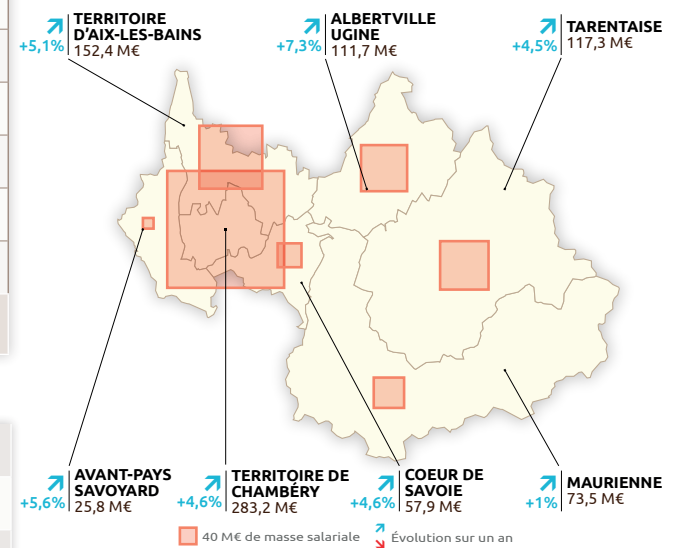 TERRITOIRE
D'AIX-LES-BAINS
+5,1%
152,4 M€
ALBERTVILLE
UGINE
+7,3%
111,7 M€
TARENTAISE
+4,5%
117,3 M€
AVANT-PAYS
SAVOYARD
+5,6%
25,8 M€
TERRITOIRE DE
CHAMBÉRY
+4,6%
283,2 M€
COEUR DE
SAVOIE
+4,6%
57,9 M€
MAURIENNE
+1%
73,5 M€
40 M€ de masse salariale
Évolution sur un an